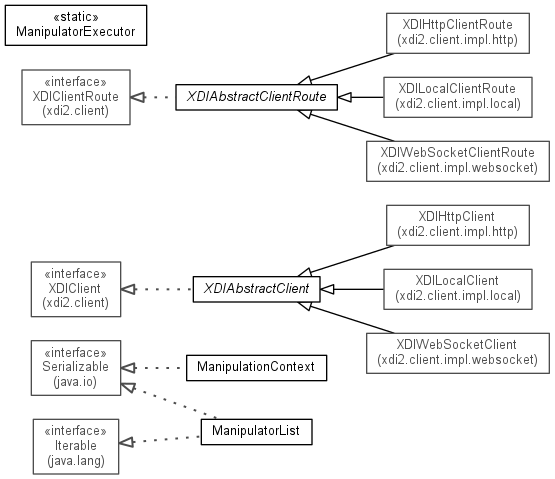 «static»
ManipulatorExecutor
XDIHttpClientRoute
(xdi2.client.impl.http)
«interface»
XDIClientRoute
(xdi2.client)
XDIAbstractClientRoute
XDILocalClientRoute
(xdi2.client.impl.local)
XDIWebSocketClientRoute
(xdi2.client.impl.websocket)
XDIHttpClient
(xdi2.client.impl.http)
«interface»
XDIClient
(xdi2.client)
XDIAbstractClient
XDILocalClient
(xdi2.client.impl.local)
XDIWebSocketClient
(xdi2.client.impl.websocket)
«interface»
Serializable
(java.io)
ManipulationContext
ManipulatorList
«interface»
Iterable
(java.lang)